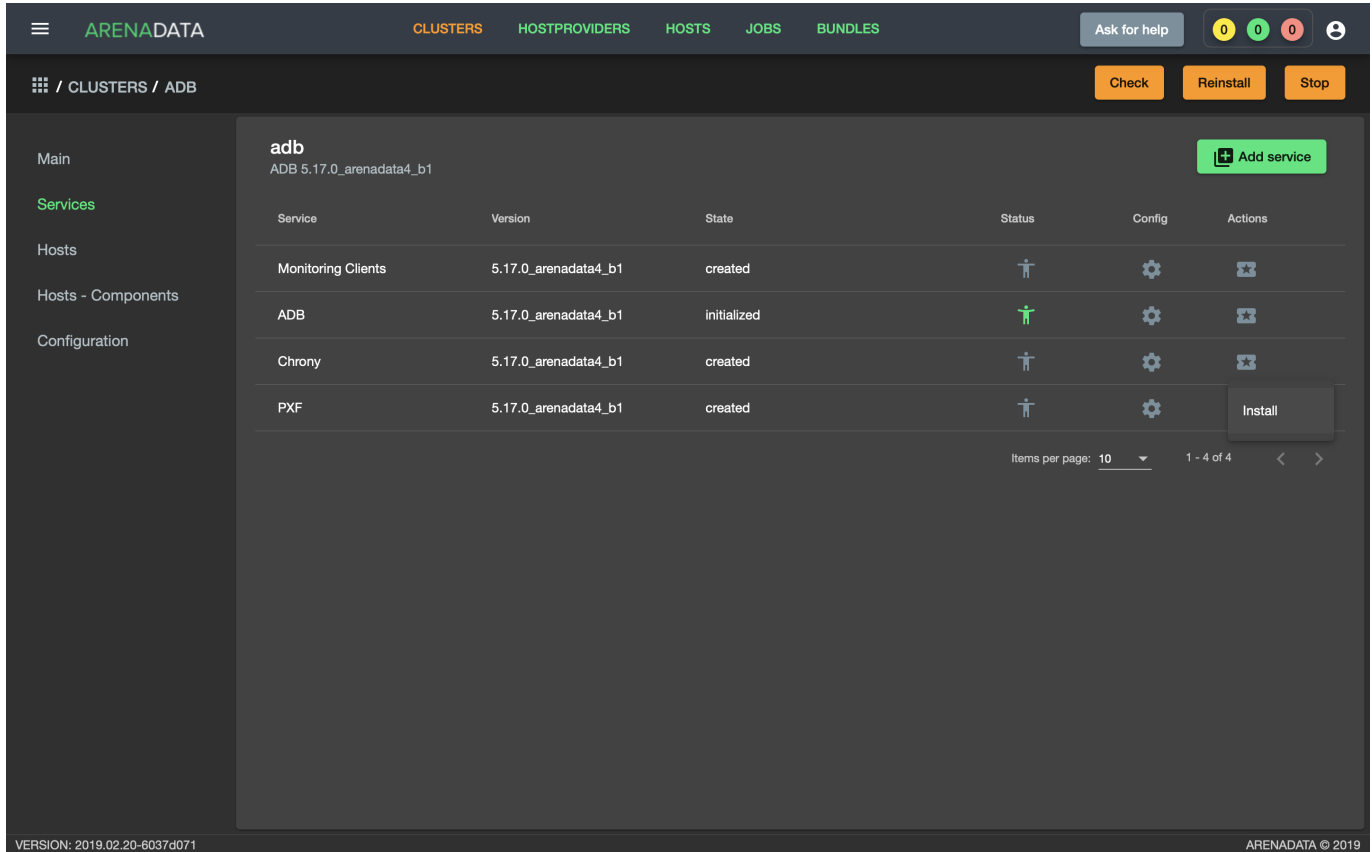 ARENADATA CLUSTERS HOSTPROVIDERS HOSTS JOBS BUNDLES Ask for help 0 0 0
/ CLUSTERS / ADB Check Reinstall Stop
Main
Services
Hosts
Hosts - Components
Configuration
adb
ADB 5.17.0_arenadata4_b1
Add service
Service Version State Status Config Actions
Monitoring Clients 5.17.0_arenadata4_b1 created
ADB 5.17.0_arenadata4_b1 initialized
Chrony 5.17.0_arenadata4_b1 created
PXF 5.17.0_arenadata4_b1 created
Install
Items per page: 10 1 - 4 of 4
VERSION: 2019.02.20-6037d071 ARENADATA © 2019